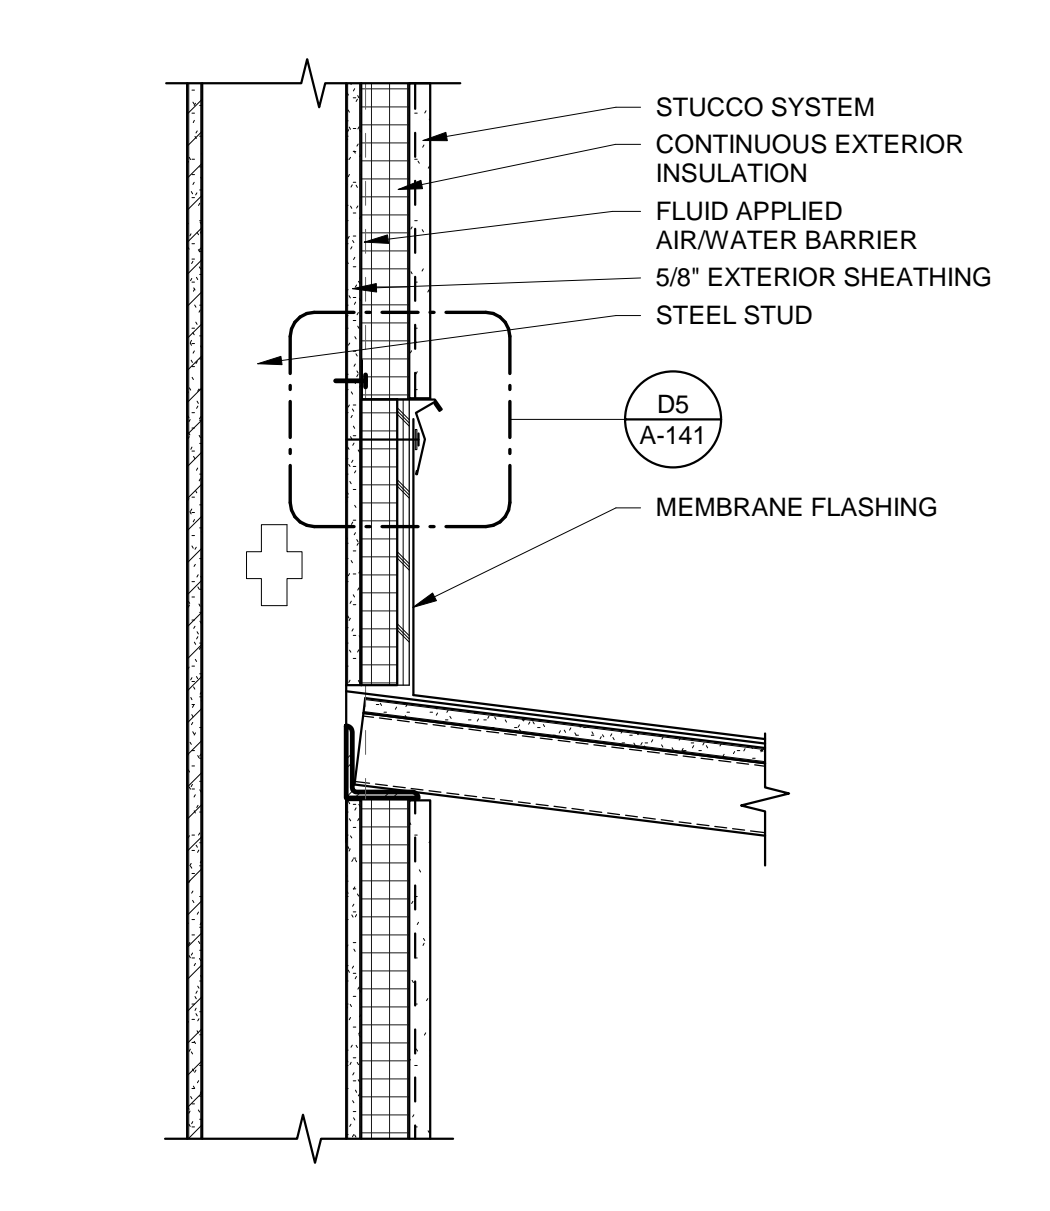 STUCCO SYSTEM
CONTINUOUS EXTERIOR
INSULATION
FLUID APPLIED
AIR/WATER BARRIER
5/8" EXTERIOR SHEATHING
STEEL STUD
D5
A-141
MEMBRANE FLASHING